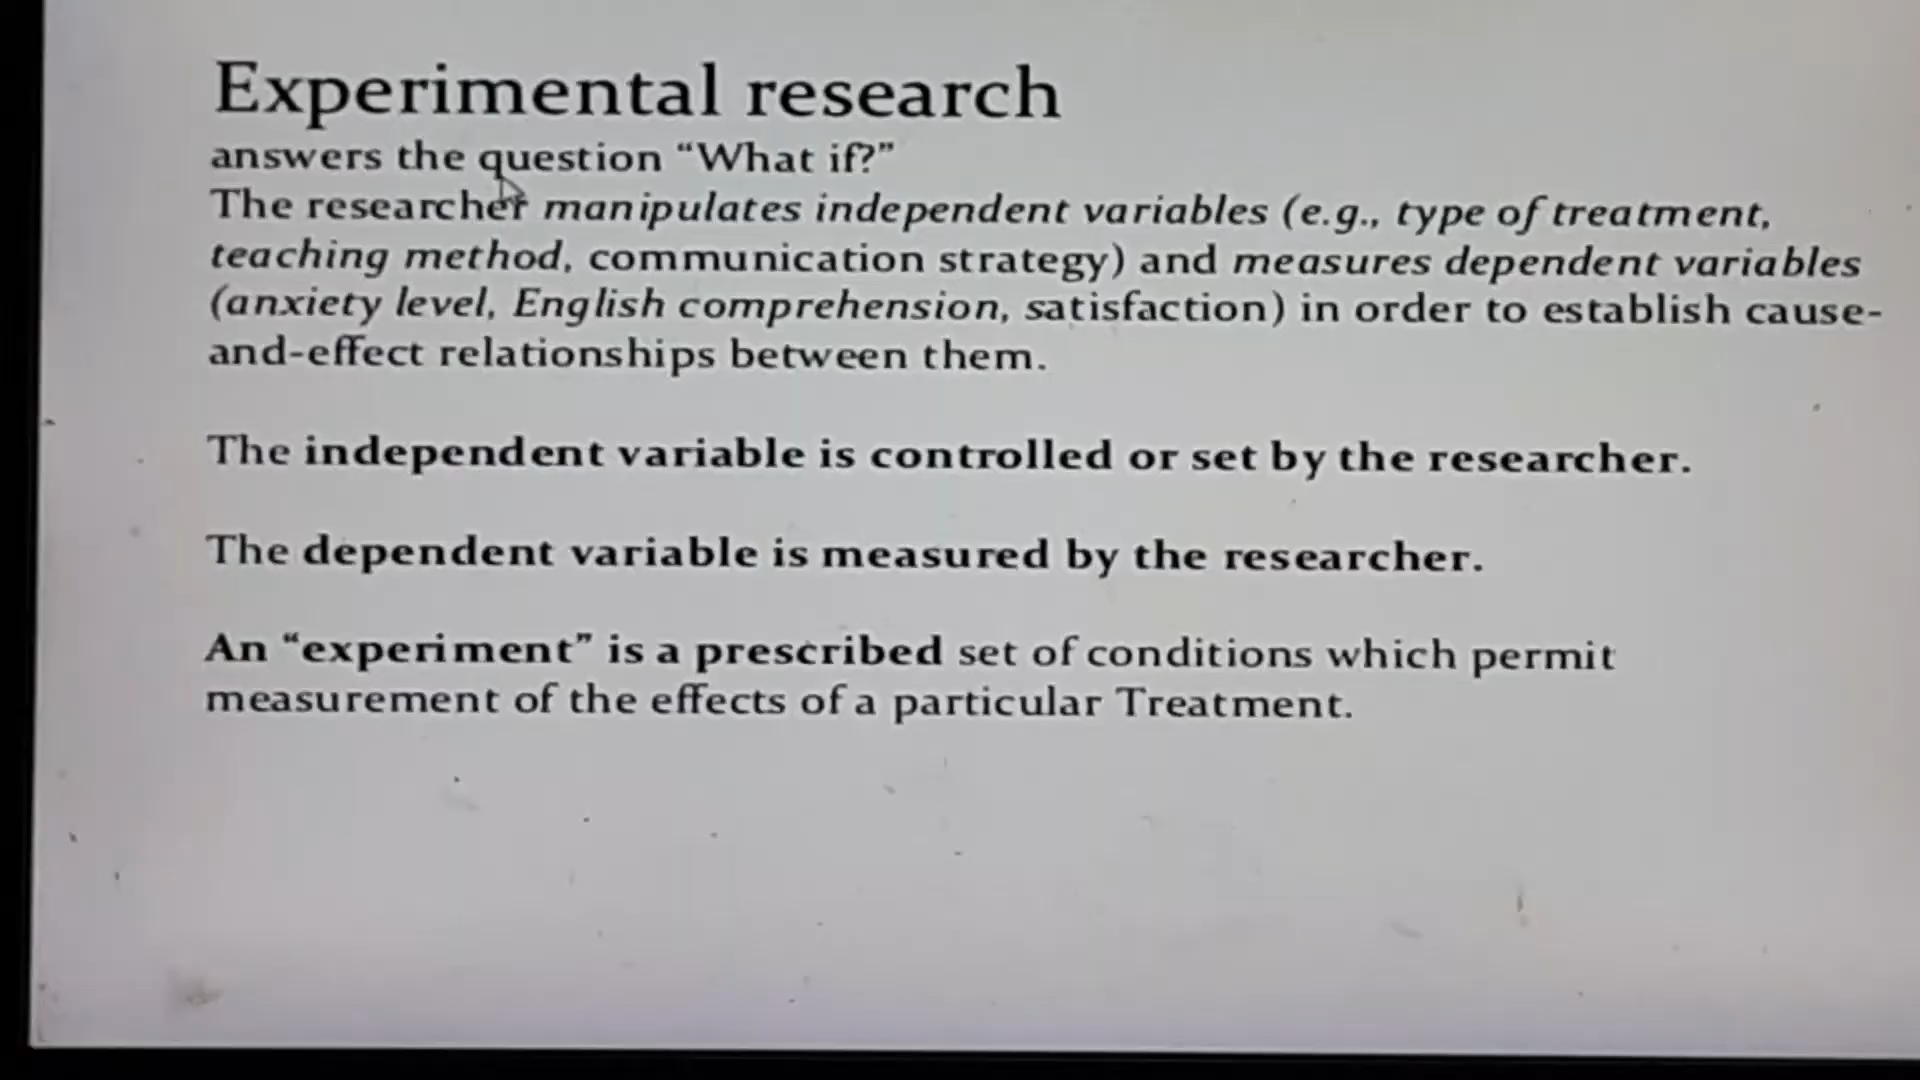 Experimental research
answers the question “What if?”
The researcher manipulates independent variables (e.g., type of treatment,
teaching method, communication strategy) and measures dependent variables
(anxiety level, English comprehension, satisfaction) in order to establish cause-
and-effect relationships between them.
The independent variable is controlled or set by the researcher.
The dependent variable is measured by the researcher.
An “experiment” is a prescribed set of conditions which permit
measurement of the effects of a particular Treatment.